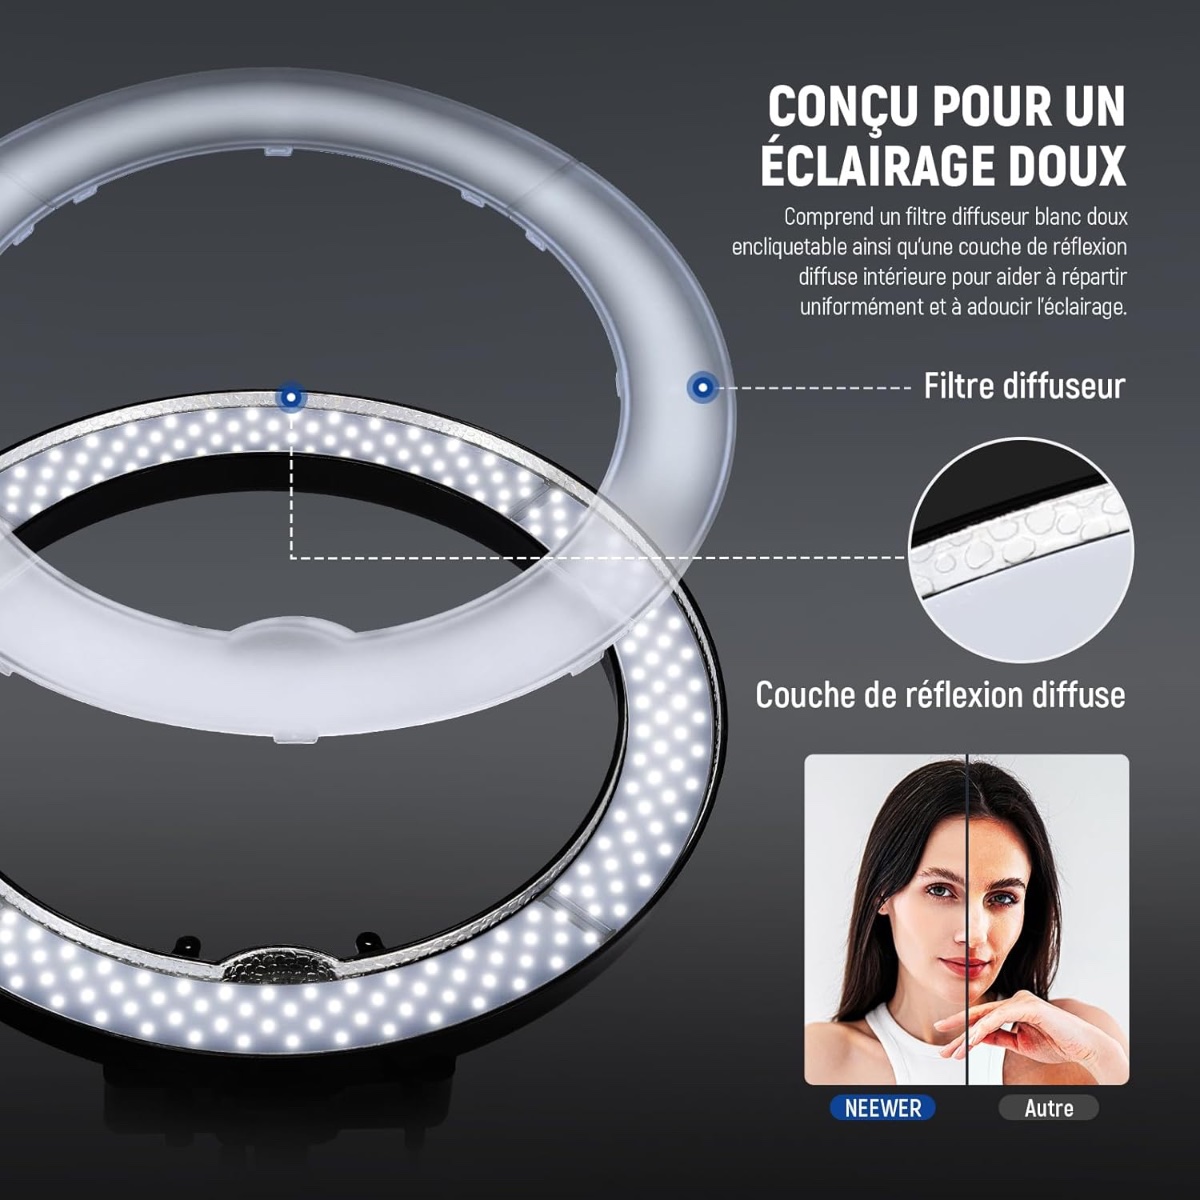 CONÇU POUR UN
ÉCLAIRAGE DOUX
Comprend un filtre diffuseur blanc doux
encliquetable ainsi qu'une couche de réflexion
diffuse intérieure pour aider à répartir
uniformément et à adoucir l'éclairage.
Filtre diffuseur
Couche de réflexion diffuse
NEEWER
Autre